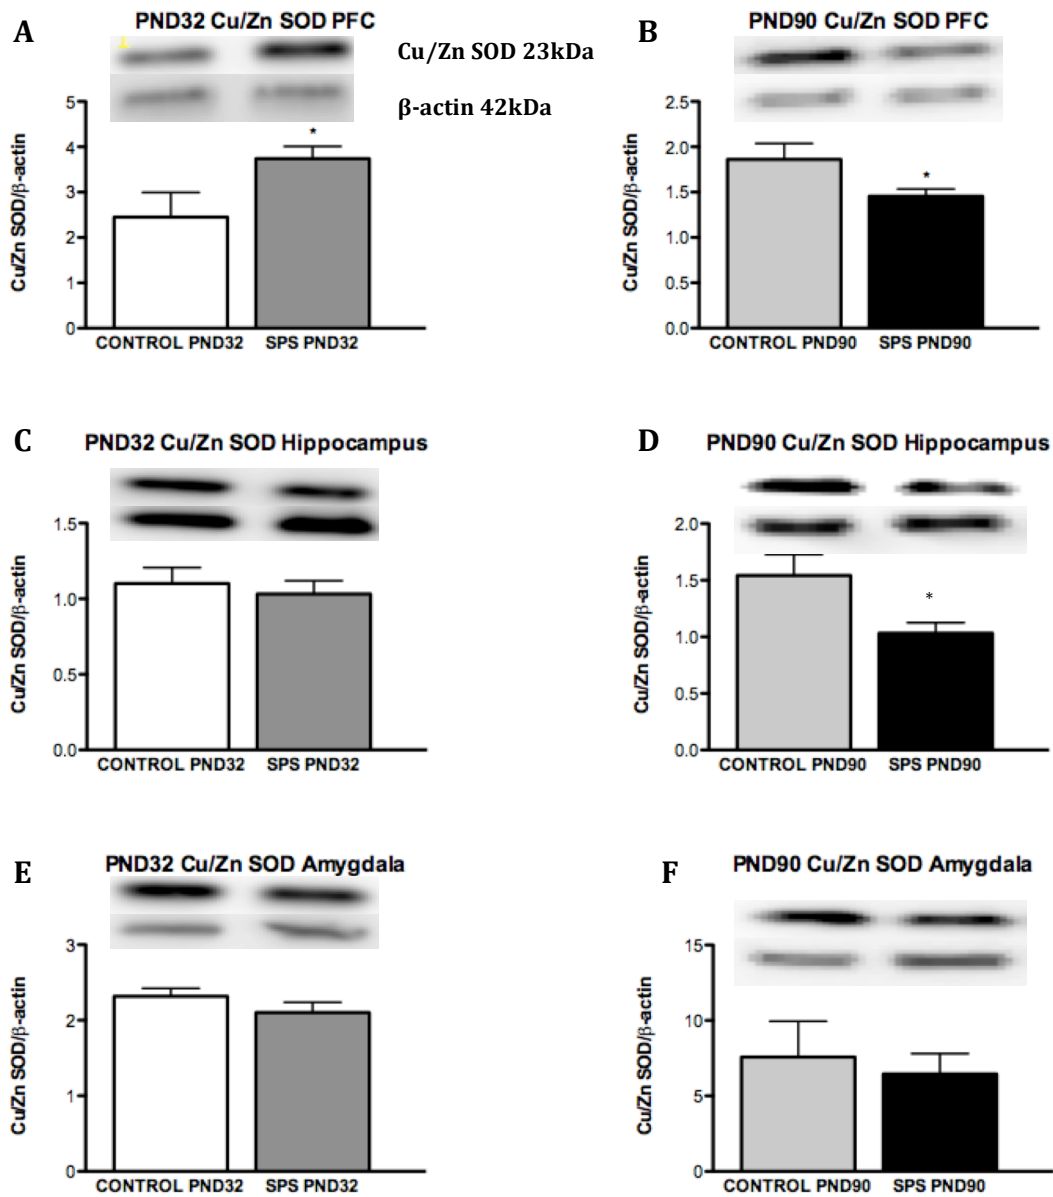 A
PND32 Cu/Zn SOD PFC
Cu/Zn SOD 23kDa
β-actin 42kDa
Cu/Zn SOD/β-actin
5
4
*
3
2
1
0
CONTROL PND32 SPS PND32
B
PND90 Cu/Zn SOD PFC
Cu/Zn SOD/β-actin
2.5
2.0
*
1.5
1.0
0.5
0.0
CONTROL PND90 SPS PND90
C
PND32 Cu/Zn SOD Hippocampus
Cu/Zn SOD/β-actin
1.5
1.0
0.5
0.0
CONTROL PND32 SPS PND32
D
PND90 Cu/Zn SOD Hippocampus
Cu/Zn SOD/β-actin
2.0
1.5
*
1.0
0.5
0.0
CONTROL PND90 SPS PND90
E
PND32 Cu/Zn SOD Amygdala
Cu/Zn SOD/β-actin
3
2
1
0
CONTROL PND32 SPS PND32
F
PND90 Cu/Zn SOD Amygdala
Cu/Zn SOD/β-actin
15
10
5
0
CONTROL PND90 SPS PND90